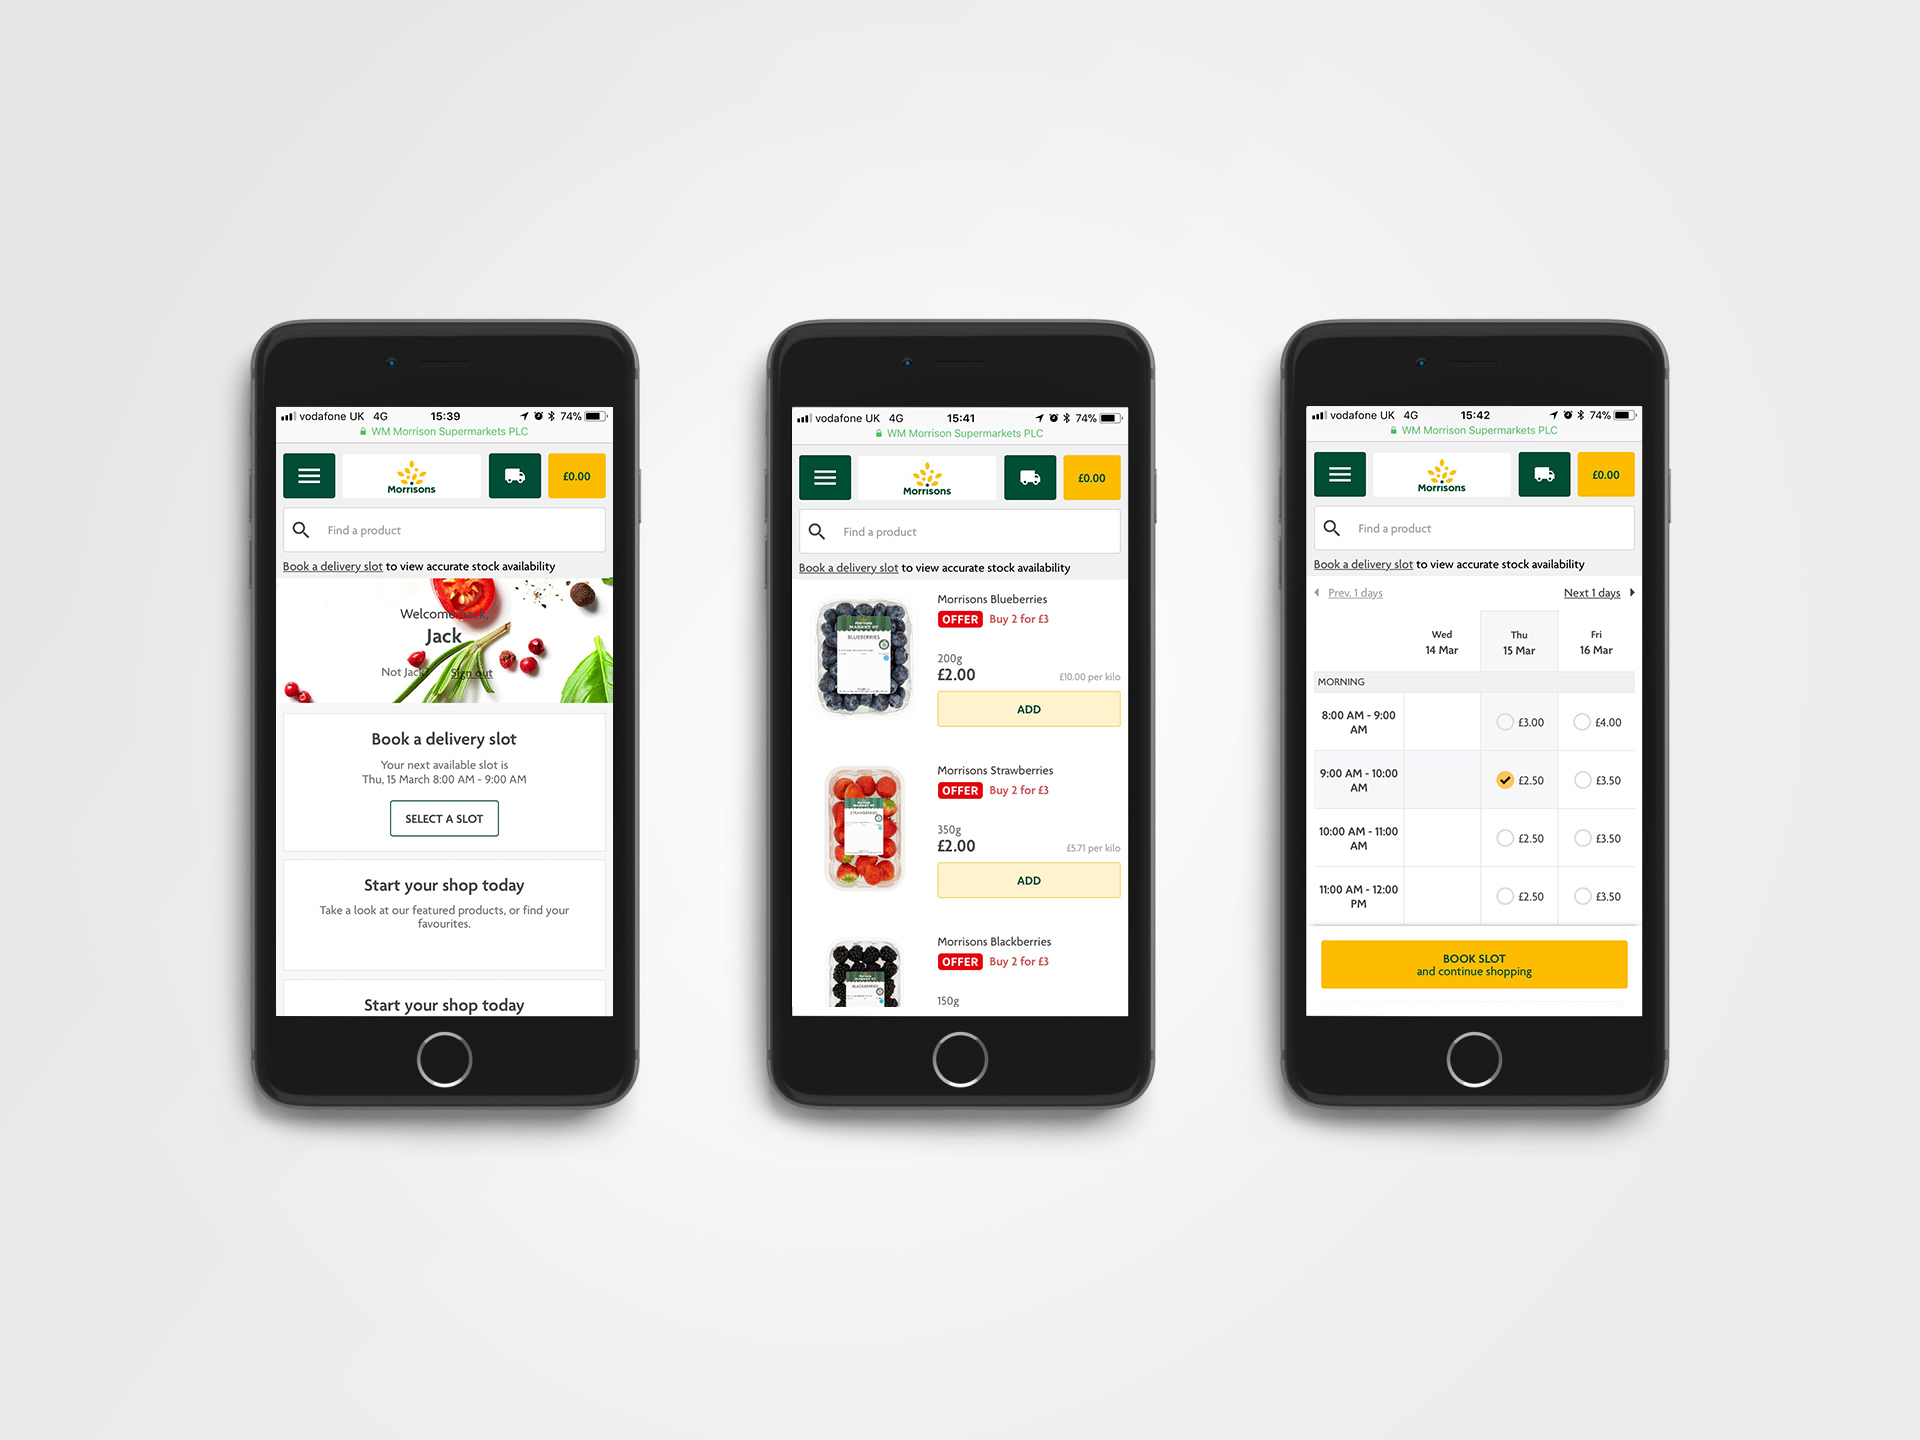 vodafone UK 4G 15:39 74%
WM Morrison Supermarkets PLC
Morrisons
£0.00
Find a product
Book a delivery slot to view accurate stock availability
Welcome back,
Jack
Not Jack? Sign out
Book a delivery slot
Your next available slot is
Thu, 15 March 8:00 AM - 9:00 AM
SELECT A SLOT
Start your shop today
Take a look at our featured products, or find your
favourites.
Start your shop today
vodafone UK 4G 15:41 74%
WM Morrison Supermarkets PLC
Morrisons
£0.00
Find a product
Book a delivery slot to view accurate stock availability
Morrisons Blueberries
OFFER Buy 2 for £3
MARKET ST
BLUEBERRIES
200g
£2.00 £10.00 per kilo
ADD
Morrisons Strawberries
OFFER Buy 2 for £3
MARKET ST
STRAWBERRIES
350g
£2.00 £5.71 per kilo
ADD
Morrisons Blackberries
OFFER Buy 2 for £3
MARKET ST
BLACKBERRIES
150g
vodafone UK 4G 15:42 74%
WM Morrison Supermarkets PLC
Morrisons
£0.00
Find a product
Book a delivery slot to view accurate stock availability
Prev. 1 days Next 1 days
Wed Thu Fri
14 Mar 15 Mar 16 Mar
MORNING
8:00 AM - 9:00
AM
£3.00 £4.00
9:00 AM - 10:00
AM
£2.50 £3.50
10:00 AM - 11:00
AM
£2.50 £3.50
11:00 AM - 12:00
PM
£2.50 £3.50
BOOK SLOT
and continue shopping